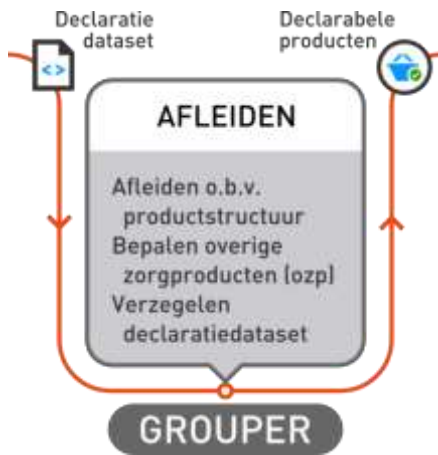 Declaratie
dataset
Declarabele
producten
<>
AFLEIDEN
Afleiden o.b.v.
productstructuur
Bepalen overige
zorgproducten (ozp)
Verzegelen
declaratiedataset
GROUPER